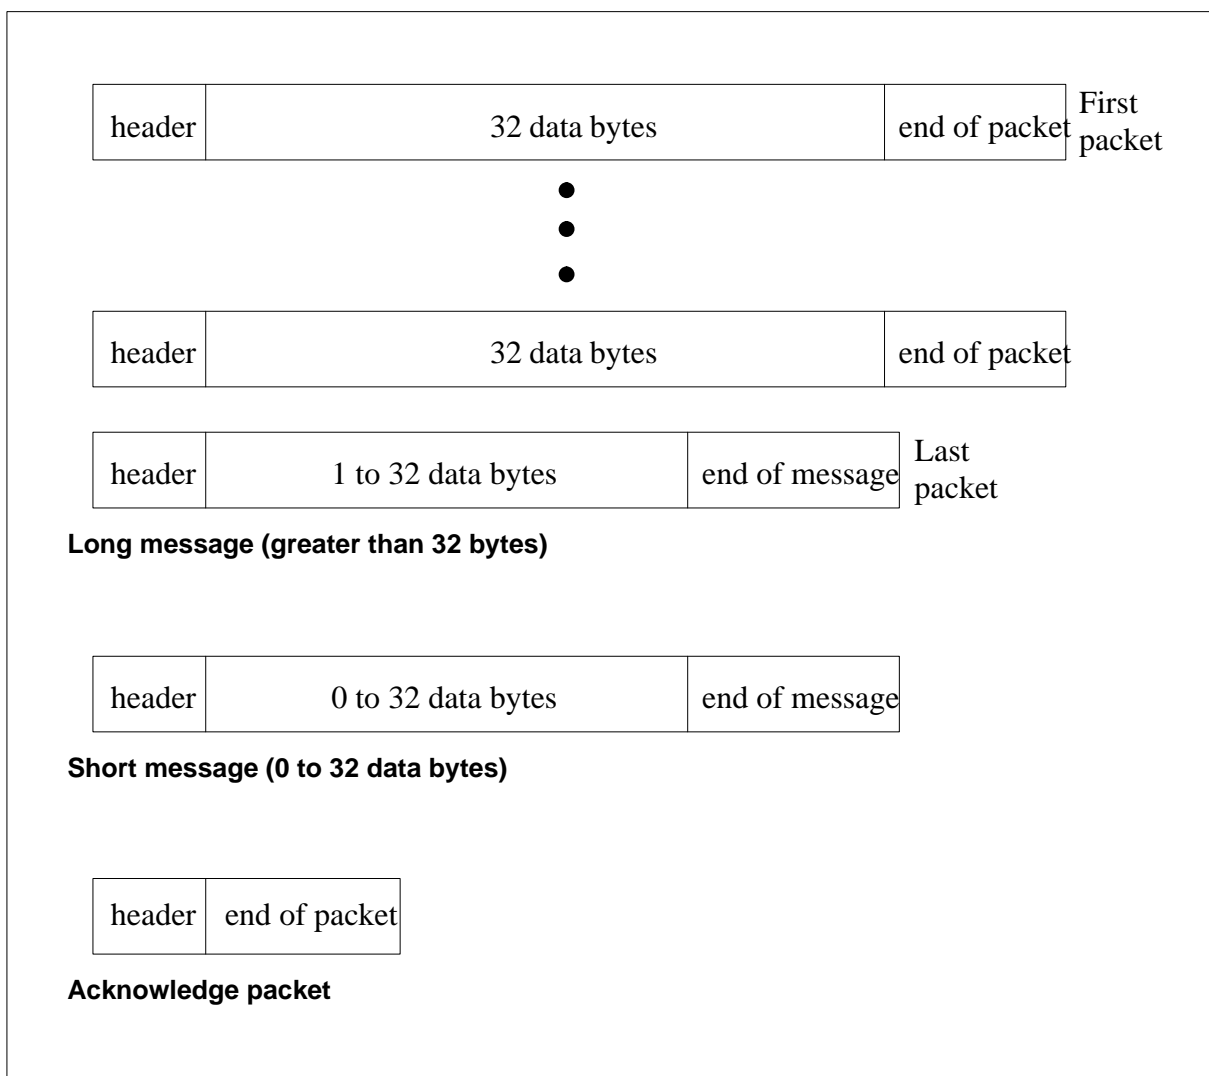 header 32 data bytes end of packet First
packet
header 32 data bytes end of packet
header 1 to 32 data bytes end of message Last
packet
Long message (greater than 32 bytes)
header 0 to 32 data bytes end of message
Short message (0 to 32 data bytes)
header end of packet
Acknowledge packet